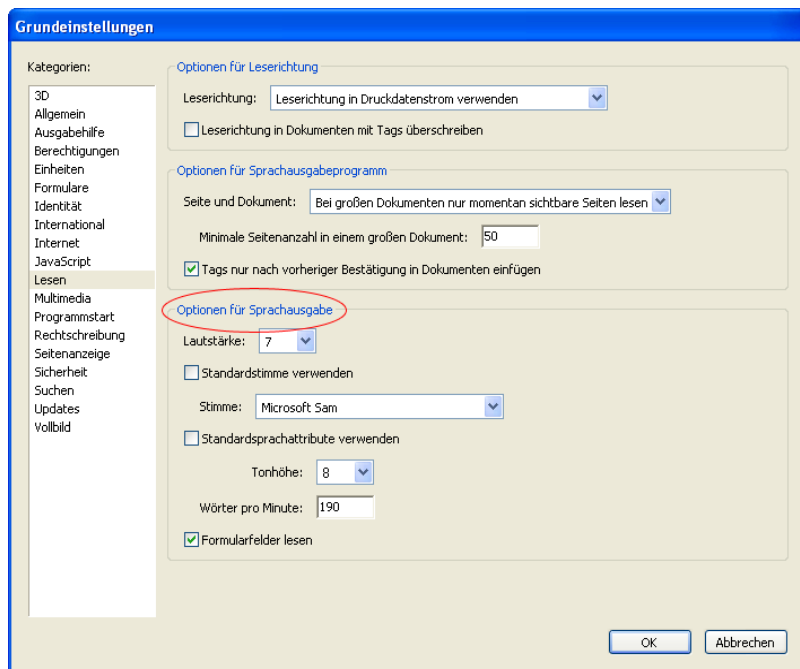 Grundeinstellungen
Kategorien:
3D
Allgemein
Ausgabehilfe
Berechtigungen
Einheiten
Formulare
Identität
International
Internet
JavaScript
Lesen
Multimedia
Programmstart
Rechtschreibung
Seitenanzeige
Sicherheit
Suchen
Updates
Vollbild
Optionen für Leserichtung
Leserichtung: Leserichtung in Druckdatenstrom verwenden
Leserichtung in Dokumenten mit Tags überschreiben
Optionen für Sprachausgabeprogramm
Seite und Dokument: Bei großen Dokumenten nur momentan sichtbare Seiten lesen
Minimale Seitenanzahl in einem großen Dokument: 50
Tags nur nach vorheriger Bestätigung in Dokumenten einfügen
Optionen für Sprachausgabe
Lautstärke: 7
Standardstimme verwenden
Stimme: Microsoft Sam
Standardsprachattribute verwenden
Tonhöhe: 8
Wörter pro Minute: 190
Formularfelder lesen
OK Abbrechen